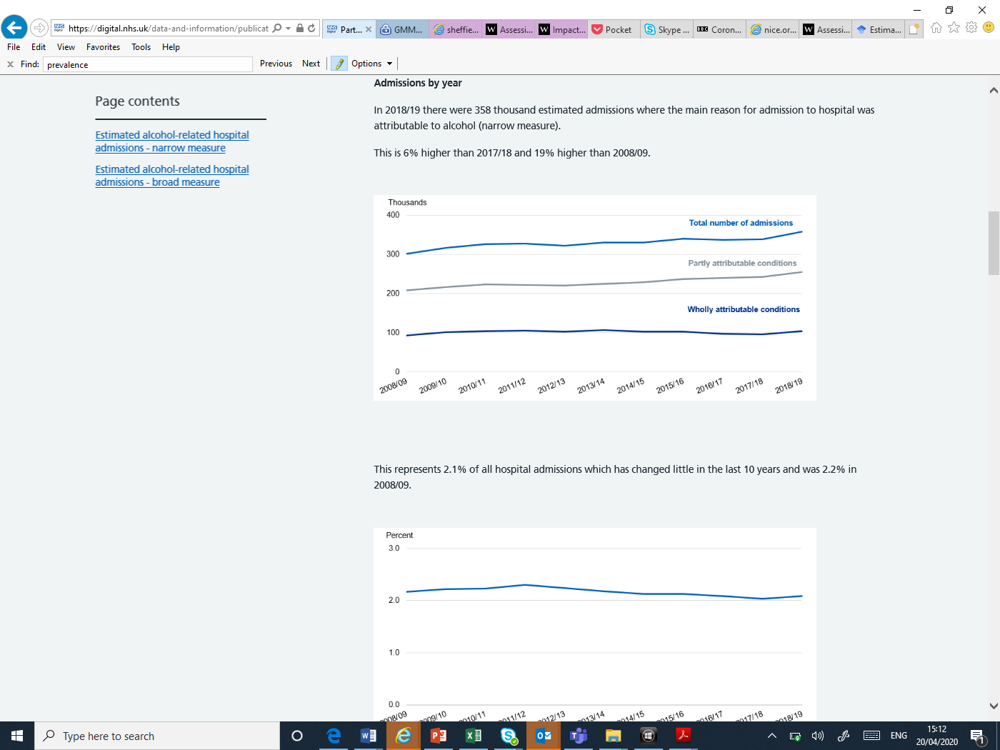 https://digital.nhs.uk/data-and-information/publicat
Part...
GMM...
sheffie...
Assessi...
Impact...
Pocket
Skype ...
Coron...
nice.or...
Assessi...
Estima...
File Edit View Favorites Tools Help
Find: prevalence Previous Next Options
Page contents
Estimated alcohol-related hospital
admissions - narrow measure
Estimated alcohol-related hospital
admissions - broad measure
Admissions by year
In 2018/19 there were 358 thousand estimated admissions where the main reason for admission to hospital was
attributable to alcohol (narrow measure).
This is 6% higher than 2017/18 and 19% higher than 2008/09.
Thousands
400
300
200
100
0
Total number of admissions
Partly attributable conditions
Wholly attributable conditions
2008/09 2009/10 2010/11 2011/12 2012/13 2013/14 2014/15 2015/16 2016/17 2017/18 2018/19
This represents 2.1% of all hospital admissions which has changed little in the last 10 years and was 2.2% in
2008/09.
Percent
3.0
2.0
1.0
0.0
2008/09 2009/10 2010/11 2011/12 2012/13 2013/14 2014/15 2015/16 2016/17 2017/18 2018/19
Type here to search
ENG
15:12
20/04/2020
1